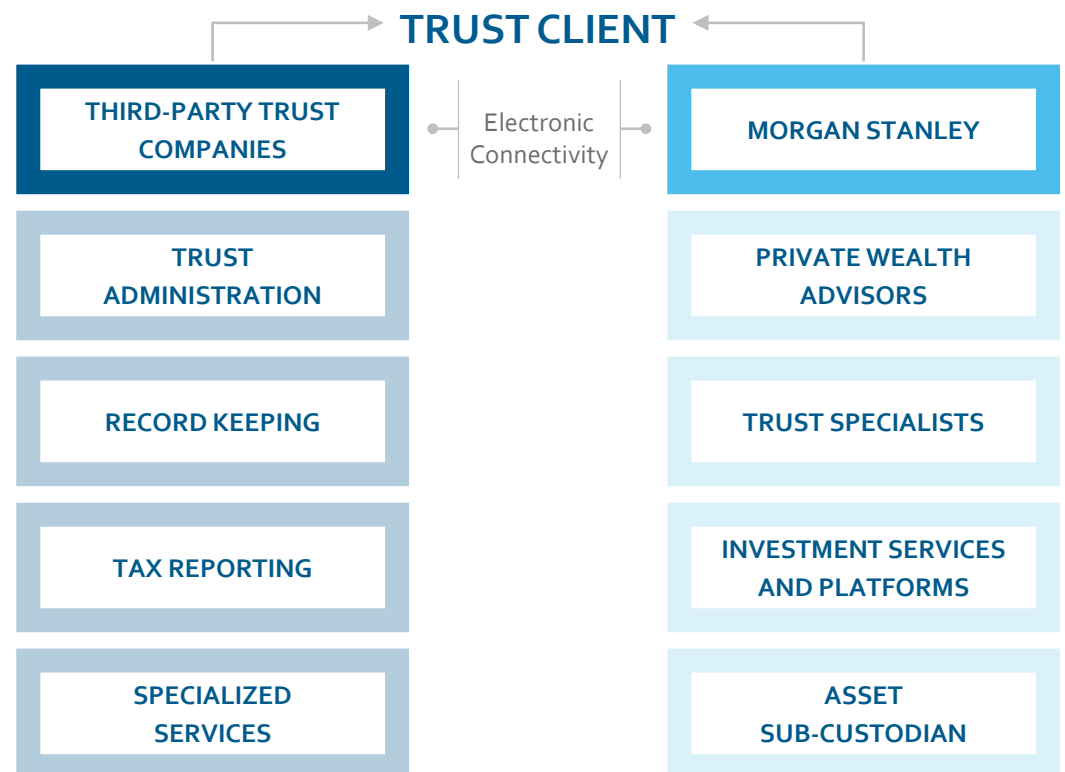 TRUST CLIENT
THIRD-PARTY TRUST
COMPANIES
Electronic
Connectivity
MORGAN STANLEY
TRUST
ADMINISTRATION
PRIVATE WEALTH
ADVISORS
RECORD KEEPING
TRUST SPECIALISTS
TAX REPORTING
INVESTMENT SERVICES
AND PLATFORMS
SPECIALIZED
SERVICES
ASSET
SUB-CUSTODIAN